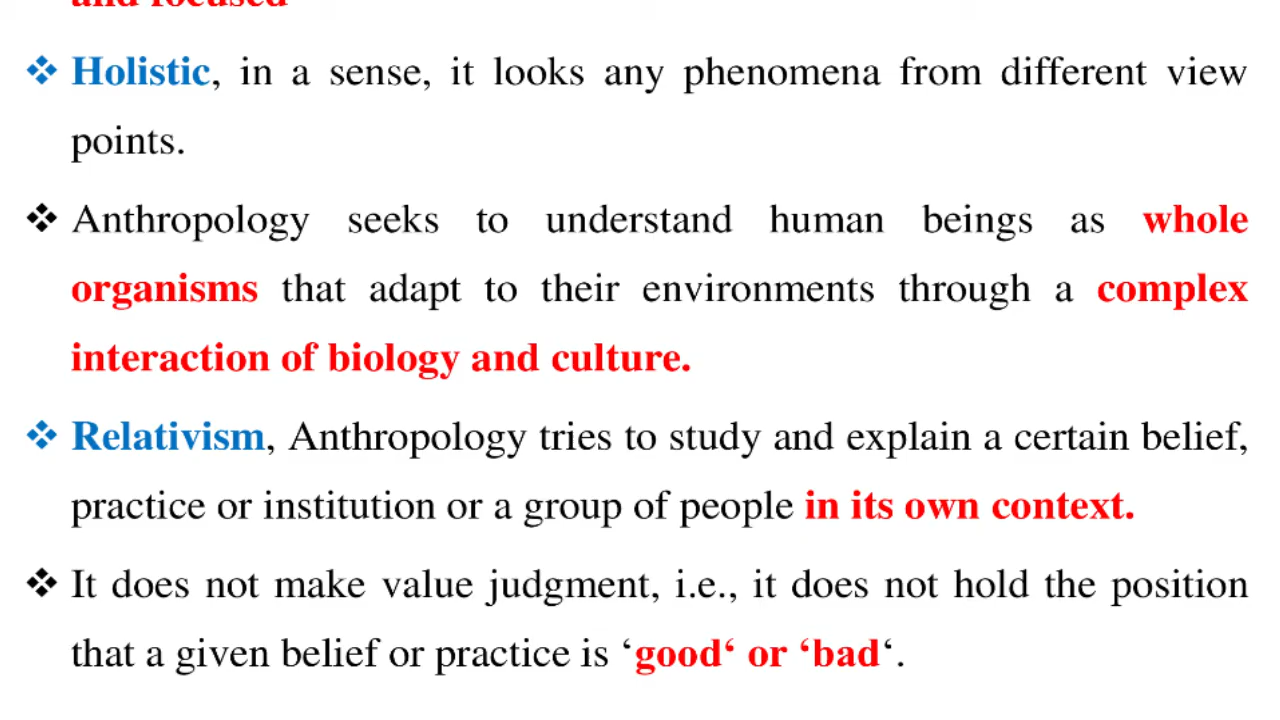 and focused
❖ Holistic, in a sense, it looks any phenomena from different view
points.
❖ Anthropology seeks to understand human beings as whole
organisms that adapt to their environments through a complex
interaction of biology and culture.
❖ Relativism, Anthropology tries to study and explain a certain belief,
practice or institution or a group of people in its own context.
❖ It does not make value judgment, i.e., it does not hold the position
that a given belief or practice is ‘good‘ or ‘bad‘.